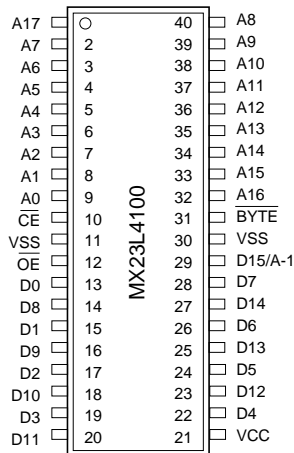 A17 40 A8
A7 2 39 A9
A6 3 38 A10
A5 4 37 A11
A4 5 36 A12
A3 6 35 A13
A2 7 34 A14
A1 8 33 A15
A0 9 32 A16
CE 10 31 BYTE
VSS 11 30 VSS
OE 12 29 D15/A-1
D0 13 28 D7
D8 14 27 D14
D1 15 26 D6
D9 16 25 D13
D2 17 24 D5
D10 18 23 D12
D3 19 22 D4
D11 20 21 VCC
MX23L4100